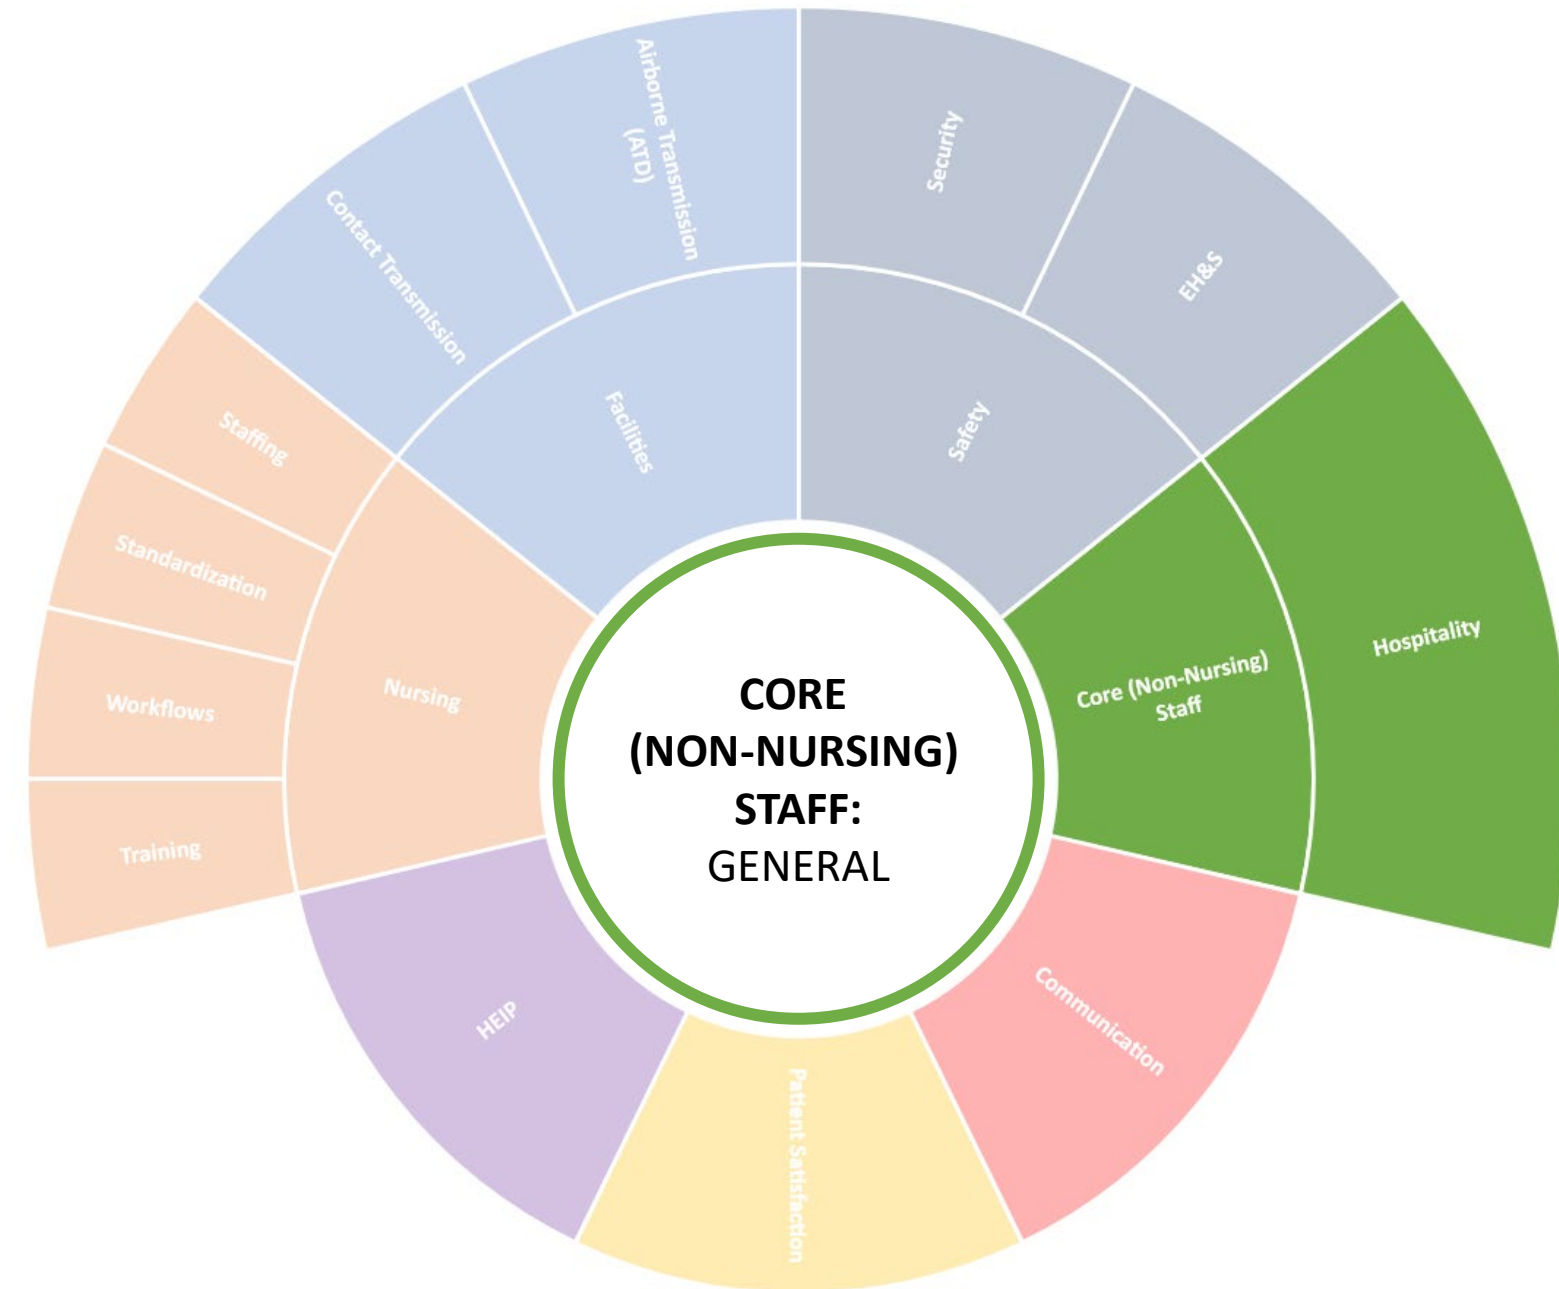 Airborne Transmission
(ATD)
Security
Contact Transmission
EH&S
Facilities
Safety
Staffing
Standardization
Hospitality
Workflows
Nursing
Core (Non-Nursing)
Staff
CORE
(NON-NURSING)
STAFF:
GENERAL
Training
HEIP
Communication
Patient Satisfaction